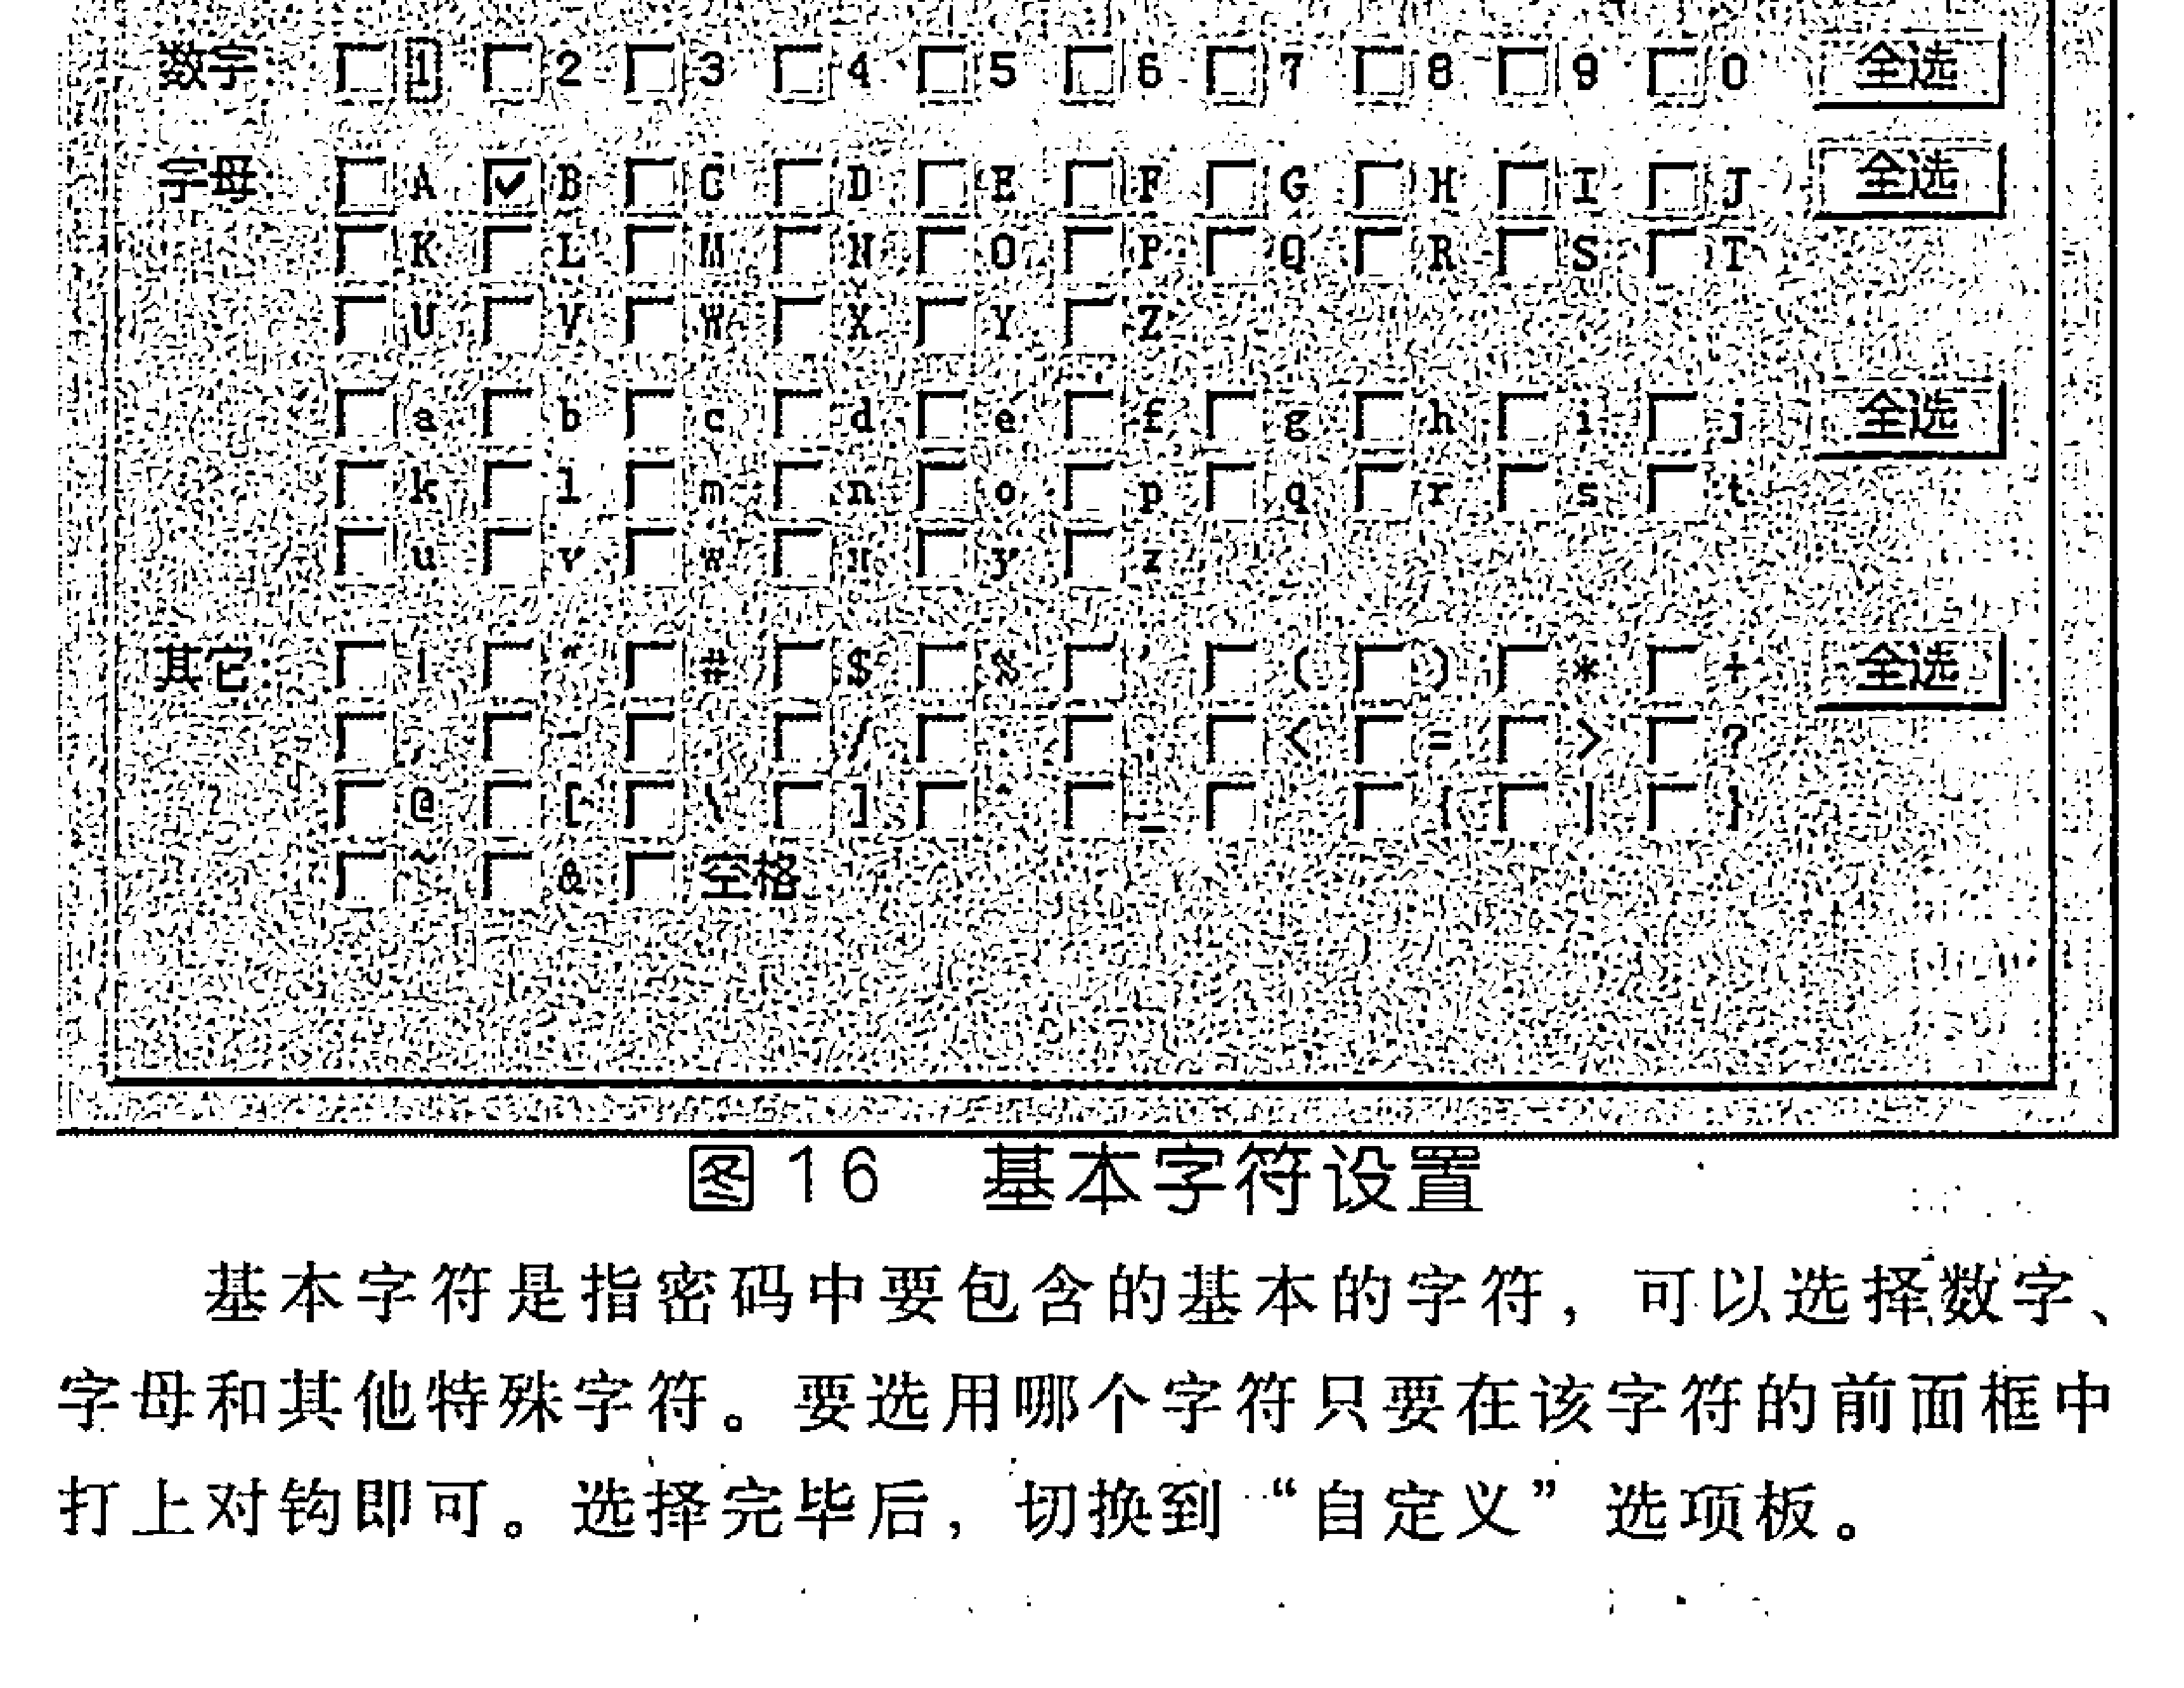 数字: 1 2 3 4 5 6 7 8 9 0 全选
字母: A B C D E F G H I J 全选
K L M N O P Q R S T
U V W X Y Z
a b c d e f g h i j 全选
k l m n o p q r s t
u v w x y z
其它: # $ % ' ( ) * + 全选
, - / : ; < = > ?
@ [ \ ] _ { | }
~ & 空格
图16 基本字符设置
基本字符是指密码中要包含的基本的字符，可以选择数字、
字母和其他特殊字符。要选用哪个字符只要在该字符的前面框中
打上对钩即可。选择完毕后，切换到“自定义”选项板。